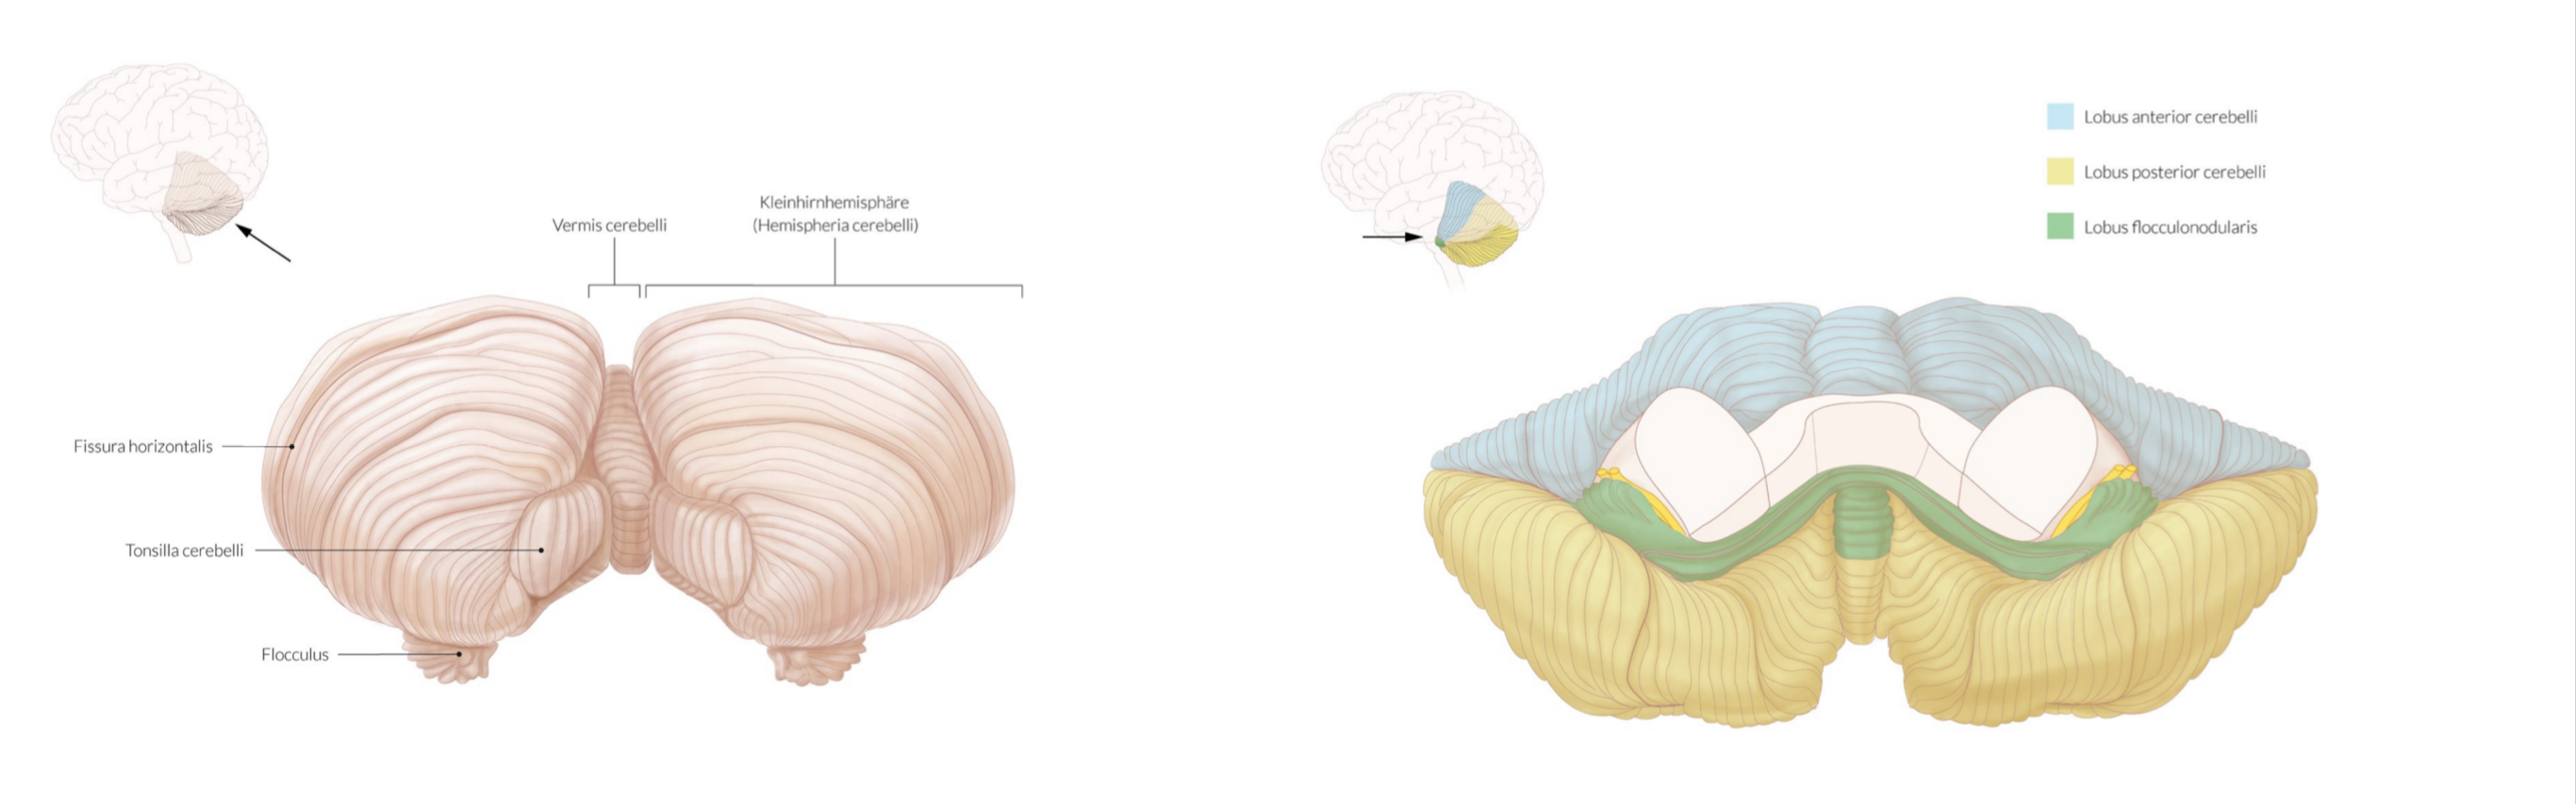 Vermis cerebelli
Kleinhirnhemisphäre
(Hemispheria cerebelli)
Fissura horizontalis
Tonsilla cerebelli
Flocculus
Lobus anterior cerebelli
Lobus posterior cerebelli
Lobus flocculonodularis